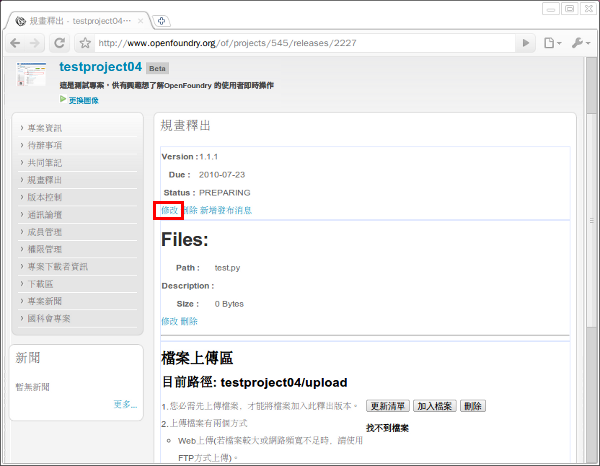 規畫釋出 - testproject04···
http://www.openfoundry.org/of/projects/545/releases/2227
testproject04 Beta
這是測試專案，供有興趣想了解OpenFoundry 的使用者即時操作
更換圖像
專案資訊
待辦事項
共同筆記
規畫釋出
版本控制
通訊論壇
成員管理
權限管理
專案下載者資訊
下載區
專案新聞
國科會專案
新聞
暫無新聞
更多...
規畫釋出
Version : 1.1.1
Due : 2010-07-23
Status : PREPARING
修改 刪除 新增發布消息
Files:
Path : test.py
Description :
Size : 0 Bytes
修改 刪除
檔案上傳區
目前路徑: testproject04/upload
1. 您必需先上傳檔案，才能將檔案加入此釋出版本。
2. 上傳檔案有兩個方式
Web上傳(若檔案較大或網路頻寬不足時，請使用
FTP方式上傳)。
更新清單 加入檔案 刪除
找不到檔案